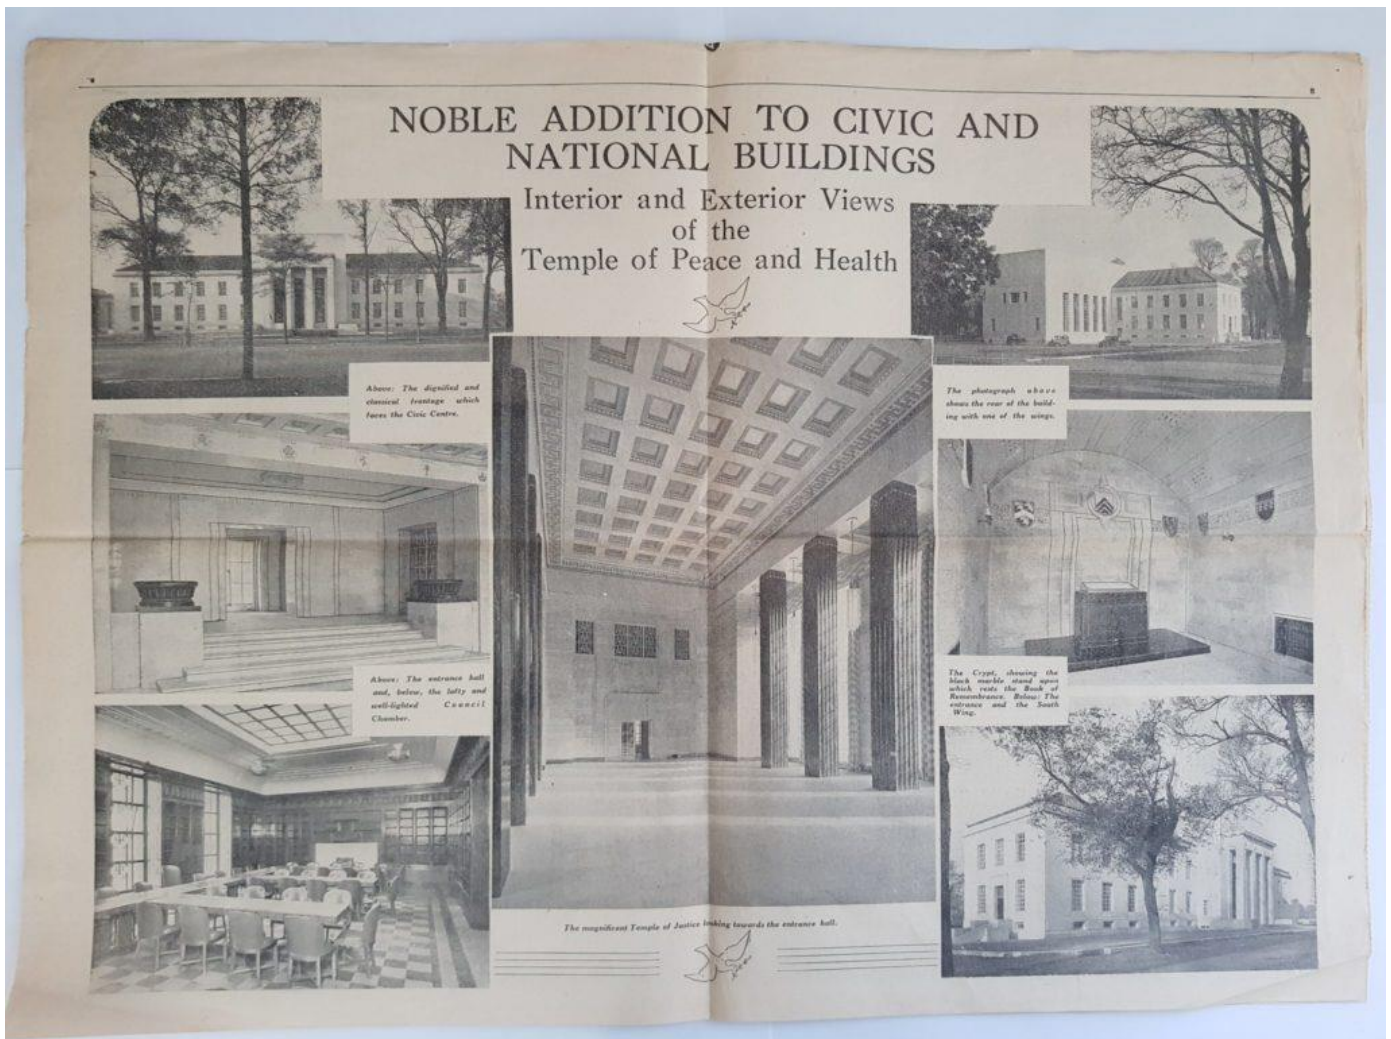 NOBLE ADDITION TO CIVIC AND
NATIONAL BUILDINGS
Interior and Exterior Views
of the
Temple of Peace and Health
Above: The dignified and
classical frontage which
faces the Civic Centre.
The photograph above
shows the rear of the build-
ing with one of the wings.
Above: The entrance hall
and, below, the lofty and
well-lighted Council
Chamber.
The Crypt, showing the
black marble stand upon
which rests the Book of
Remembrance. Below: The
entrance and the South
Wing.
The magnificent Temple of Justice looking towards the entrance hall.